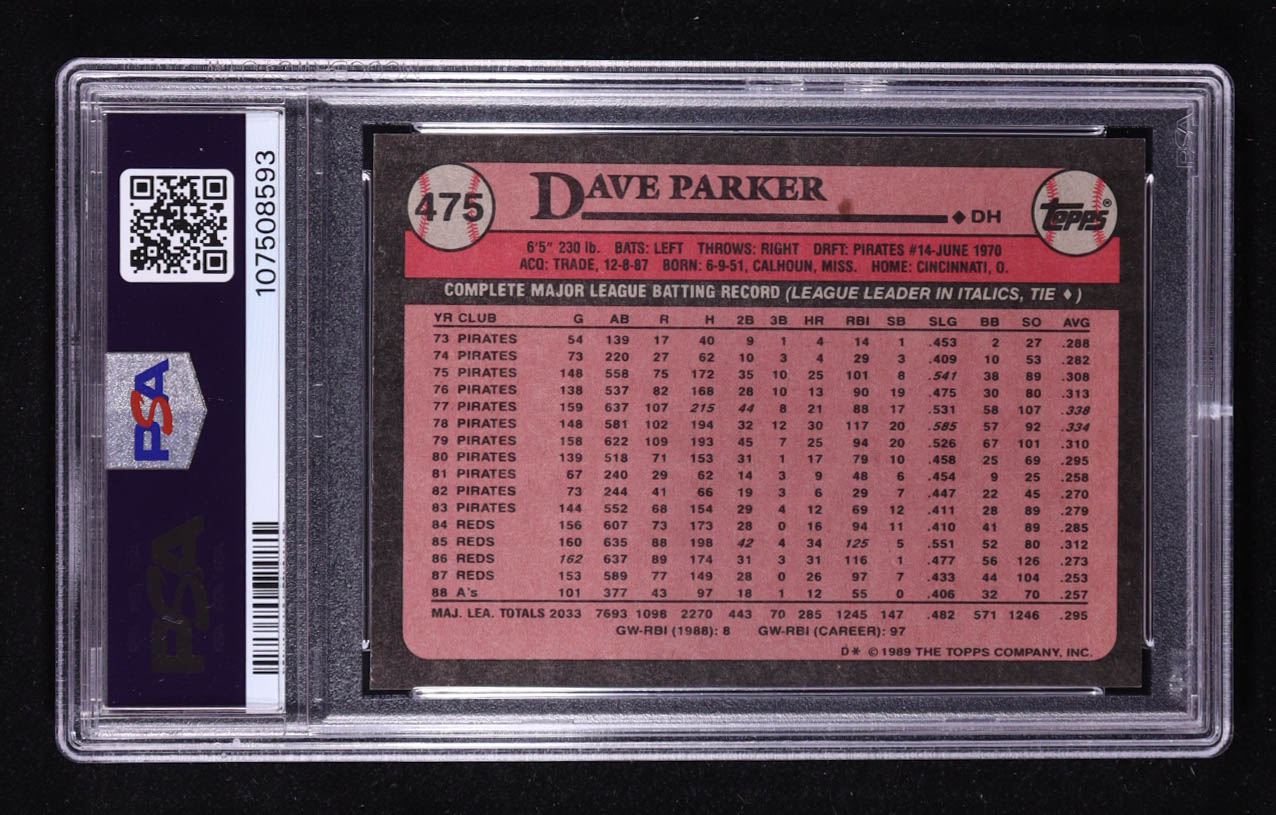 475
DAVE PARKER
◆ DH
Topps®
6'5" 230 lb. BATS: LEFT THROWS: RIGHT DRFT: PIRATES #14-JUNE 1970
ACQ: TRADE, 12-8-87 BORN: 6-9-51, CALHOUN, MISS. HOME: CINCINNATI, O.
COMPLETE MAJOR LEAGUE BATTING RECORD (LEAGUE LEADER IN ITALICS, TIE ♦)
YR CLUB G AB R H 2B 3B HR RBI SB SLG BB SO AVG
73 PIRATES 54 139 17 40 9 1 4 14 1 .453 2 27 .288
74 PIRATES 73 220 27 62 10 3 4 29 3 .409 10 53 .282
75 PIRATES 148 558 75 172 35 10 25 101 8 .541 38 89 .308
76 PIRATES 138 537 82 168 28 10 13 90 19 .475 30 80 .313
77 PIRATES 159 637 107 215 44 8 21 88 17 .531 58 107 .338
78 PIRATES 148 581 102 194 32 12 30 117 20 .585 57 92 .334
79 PIRATES 158 622 109 193 45 7 25 94 20 .526 67 101 .310
80 PIRATES 139 518 71 153 31 1 17 79 10 .458 25 69 .295
81 PIRATES 67 240 29 62 14 3 9 48 6 .454 9 25 .258
82 PIRATES 73 244 41 66 19 3 6 29 7 .447 22 45 .270
83 PIRATES 144 552 68 154 29 4 12 69 12 .411 28 89 .279
84 REDS 156 607 73 173 28 0 16 94 11 .410 41 89 .285
85 REDS 160 635 88 198 42 4 34 125 5 .551 52 80 .312
86 REDS 162 637 89 174 31 3 31 116 1 .477 56 126 .273
87 REDS 153 589 77 149 28 0 26 97 7 .433 44 104 .253
88 A's 101 377 43 97 18 1 12 55 0 .406 32 70 .257
MAJ. LEA. TOTALS 2033 7693 1098 2270 443 70 285 1245 147 .482 571 1246 .295
GW-RBI (1988): 8 GW-RBI (CAREER): 97
D* © 1989 THE TOPPS COMPANY, INC.
107508593
PSA
PSA
PSA